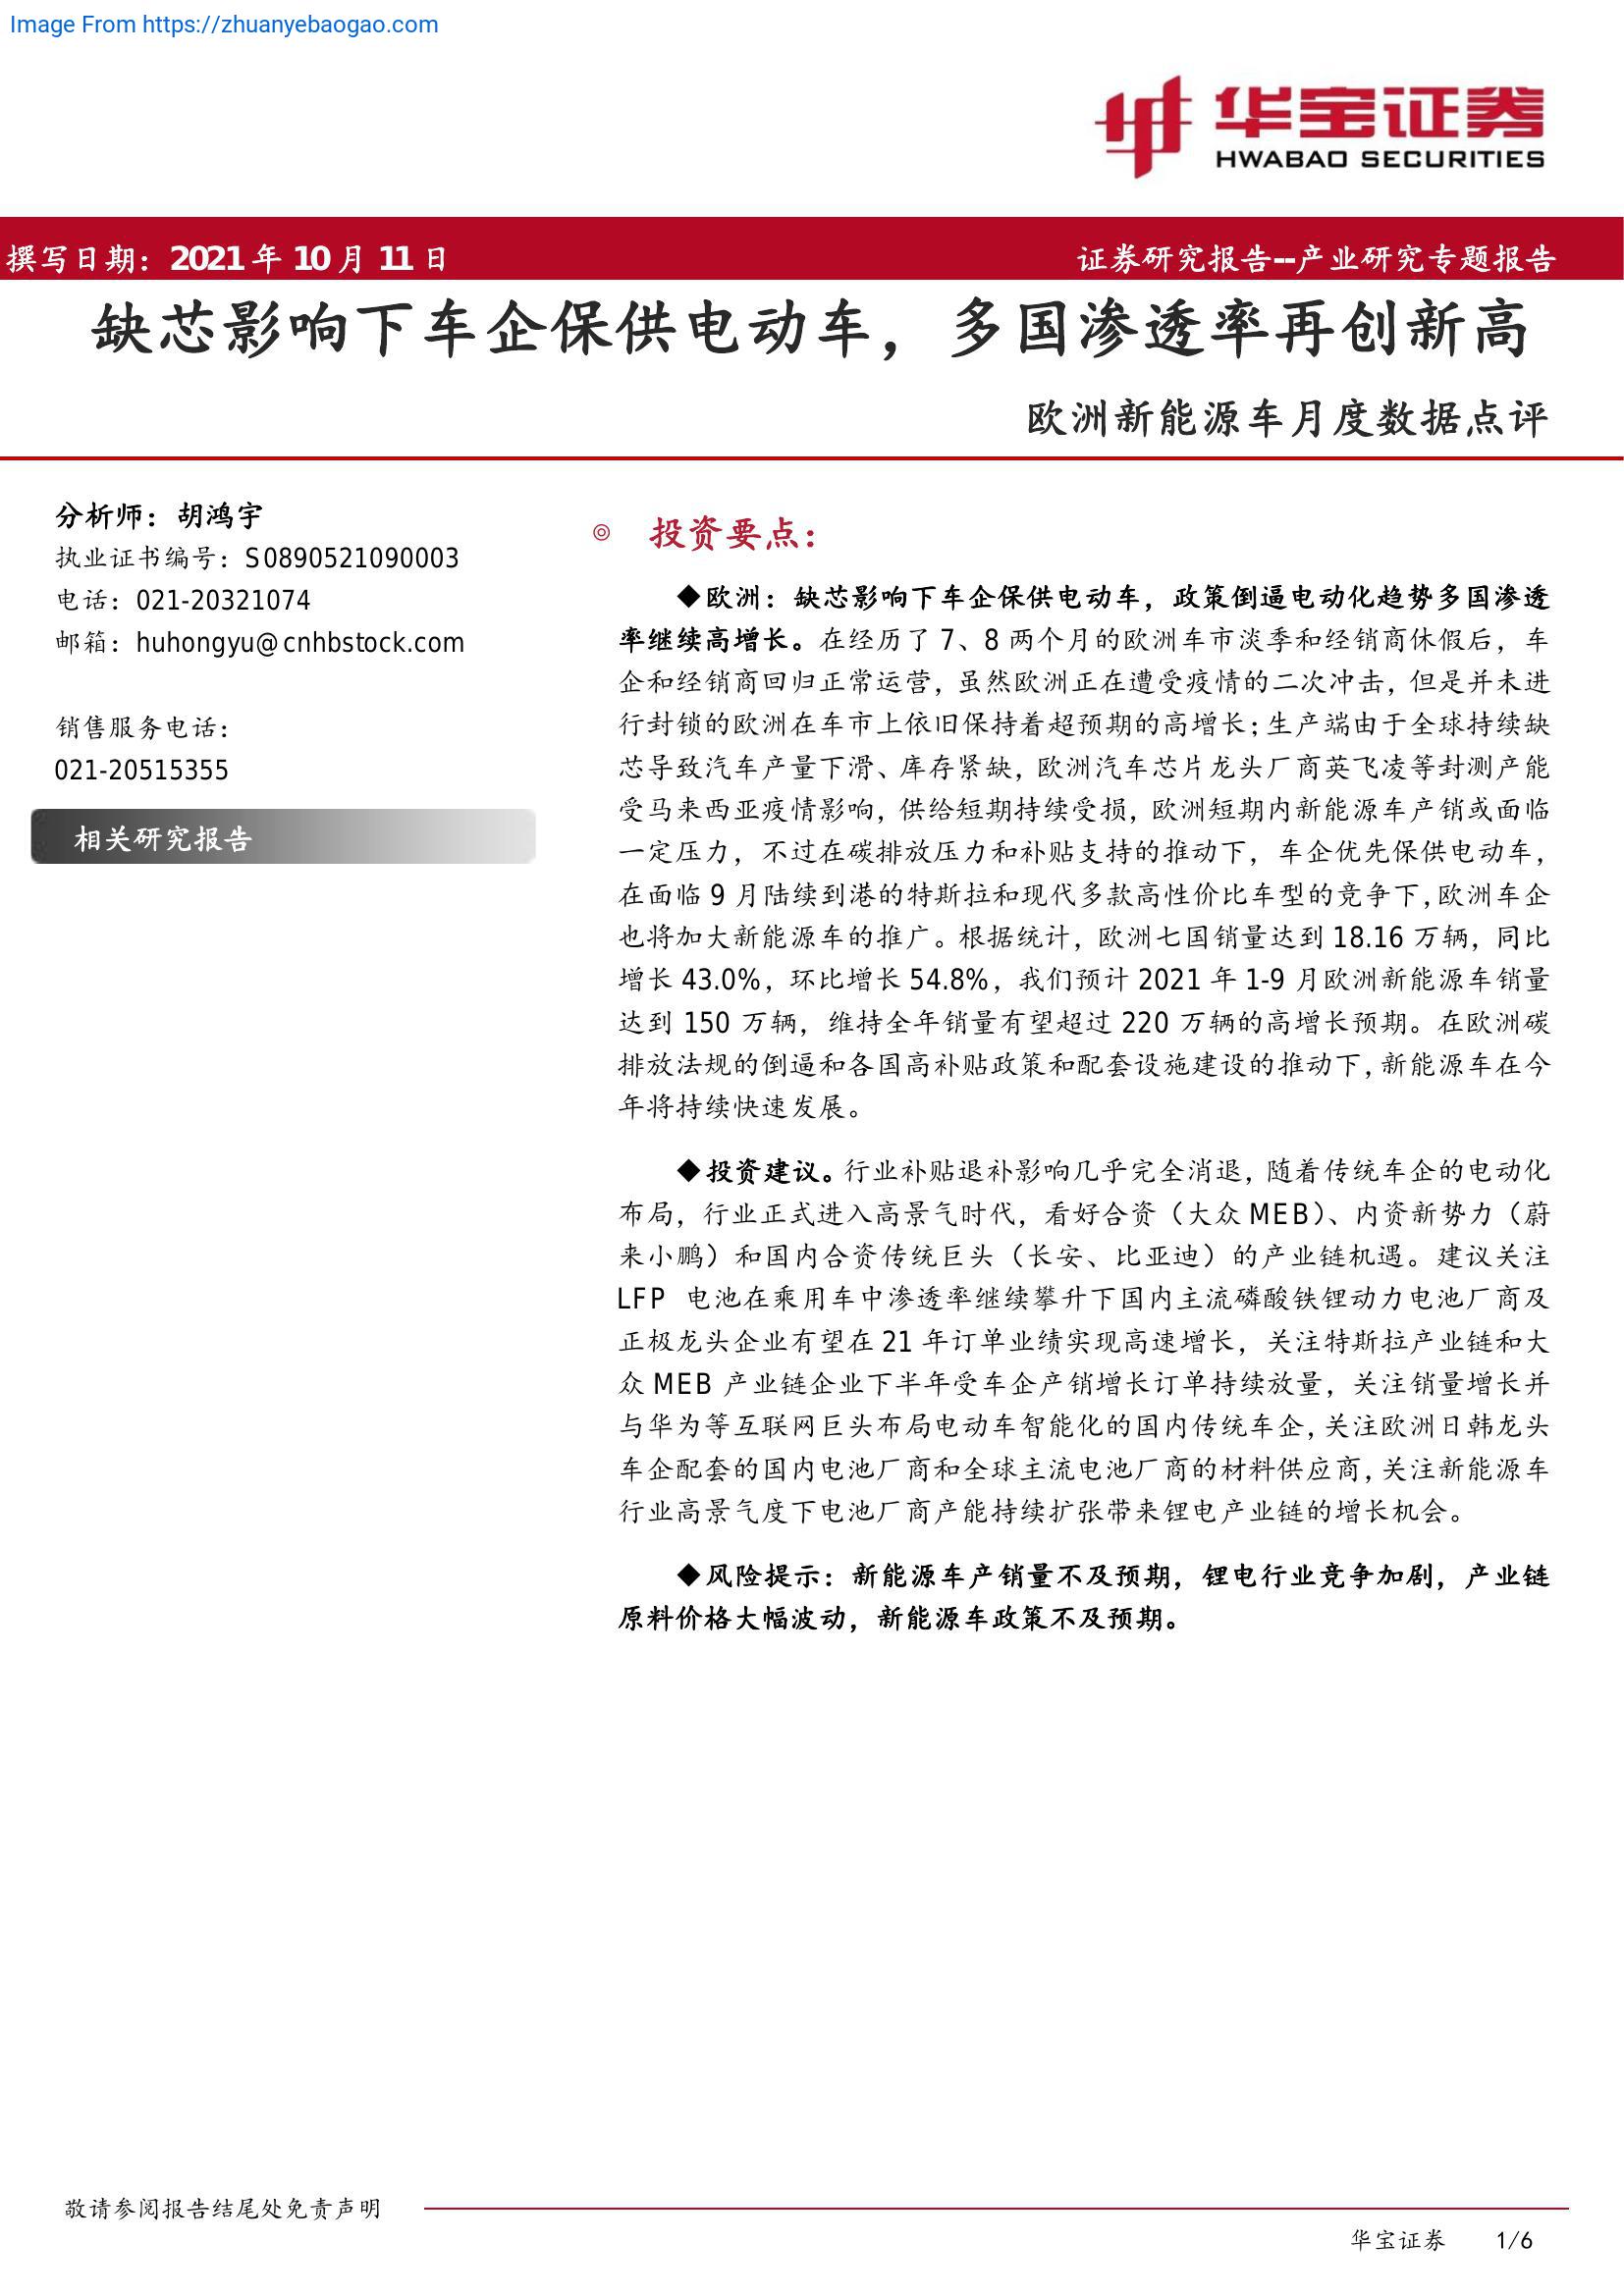 Image From https://zhuanyebaogao.com
华宝证券
HWABAO SECURITIES
撰写日期：2021 年 10 月 11 日
证券研究报告--产业研究专题报告
缺芯影响下车企保供电动车，多国渗透率再创新高
欧洲新能源车月度数据点评
分析师：胡鸿宇
执业证书编号：S0890521090003
电话：021-20321074
邮箱：huhongyu@cnhbstock.com
销售服务电话：
021-20515355
相关研究报告
◎ 投资要点：
◆欧洲：缺芯影响下车企保供电动车，政策倒逼电动化趋势多国渗透
率继续高增长。在经历了 7、8 两个月的欧洲车市淡季和经销商休假后，车
企和经销商回归正常运营，虽然欧洲正在遭受疫情的二次冲击，但是并未进
行封锁的欧洲在车市上依旧保持着超预期的高增长；生产端由于全球持续缺
芯导致汽车产量下滑、库存紧缺，欧洲汽车芯片龙头厂商英飞凌等封测产能
受马来西亚疫情影响，供给短期持续受损，欧洲短期内新能源车产销或面临
一定压力，不过在碳排放压力和补贴支持的推动下，车企优先保供电动车，
在面临 9 月陆续到港的特斯拉和现代多款高性价比车型的竞争下，欧洲车企
也将加大新能源车的推广。根据统计，欧洲七国销量达到 18.16 万辆，同比
增长 43.0%，环比增长 54.8%，我们预计 2021 年 1-9 月欧洲新能源车销量
达到 150 万辆，维持全年销量有望超过 220 万辆的高增长预期。在欧洲碳
排放法规的倒逼和各国高补贴政策和配套设施建设的推动下，新能源车在今
年将持续快速发展。
◆投资建议。行业补贴退补影响几乎完全消退，随着传统车企的电动化
布局，行业正式进入高景气时代，看好合资（大众 MEB）、内资新势力（蔚
来小鹏）和国内合资传统巨头（长安、比亚迪）的产业链机遇。建议关注
LFP 电池在乘用车中渗透率继续攀升下国内主流磷酸铁锂动力电池厂商及
正极龙头企业有望在 21 年订单业绩实现高速增长，关注特斯拉产业链和大
众 MEB 产业链企业下半年受车企产销增长订单持续放量，关注销量增长并
与华为等互联网巨头布局电动车智能化的国内传统车企，关注欧洲日韩龙头
车企配套的国内电池厂商和全球主流电池厂商的材料供应商，关注新能源车
行业高景气度下电池厂商产能持续扩张带来锂电产业链的增长机会。
◆风险提示：新能源车产销量不及预期，锂电行业竞争加剧，产业链
原料价格大幅波动，新能源车政策不及预期。
敬请参阅报告结尾处免责声明
华宝证券 1/6